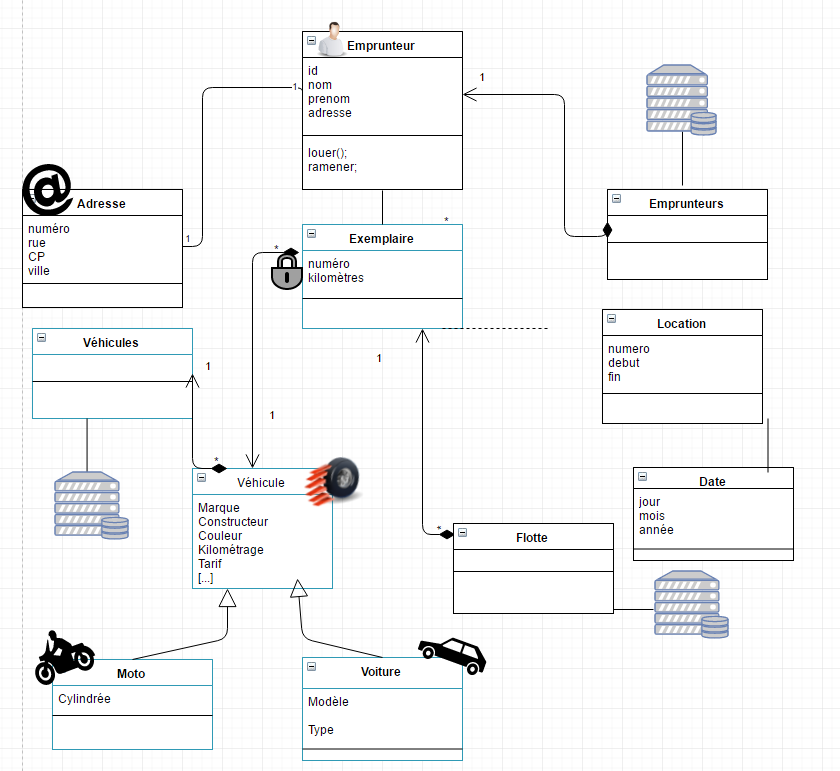 Emprunteur
id
nom
prenom
adresse
louer();
ramener;
1
1
Adresse
numéro
rue
CP
ville
1
Emprunteurs
*
Exemplaire
numéro
kilomètres
*
Location
numero
debut
fin
Véhicules
1
1
1
*
Véhicule
Marque
Constructeur
Couleur
Kilométrage
Tarif
[...]
Date
jour
mois
année
*
Flotte
Moto
Cylindrée
Voiture
Modèle
Type